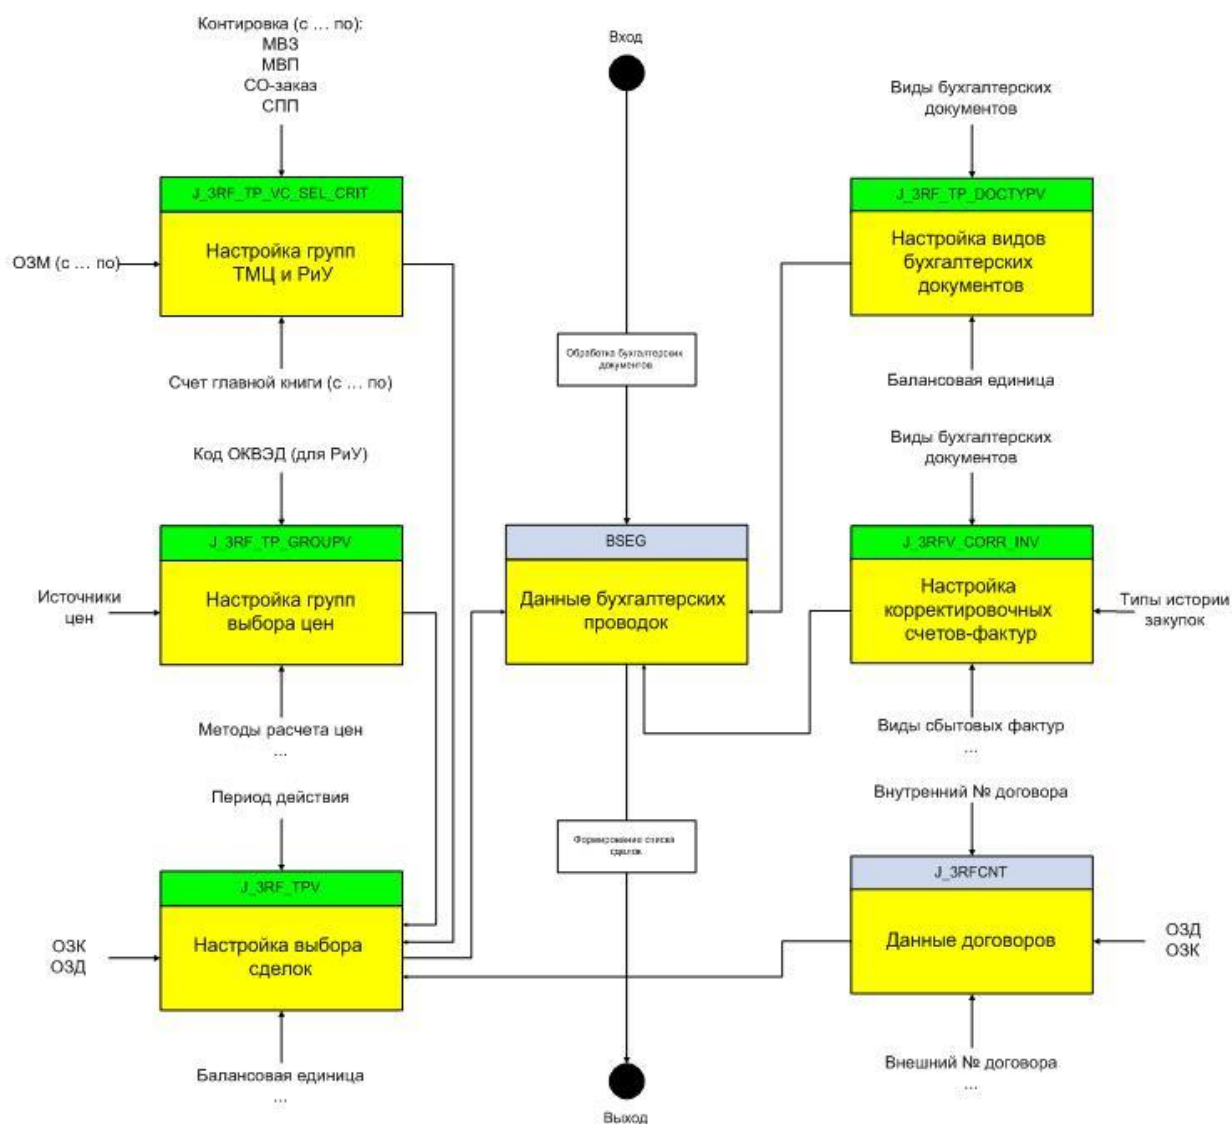 Контировка (с ... по):
МВЗ
МВП
СО-заказ
СПП
Вход
Виды бухгалтерских
документов
J_3RF_TP_VC_SEL_CRIT
Настройка групп
ТМЦ и РиУ
ОЗМ (с ... по)
Счет главной книги (с ... по)
J_3RF_TP_DOCTYPV
Настройка видов
бухгалтерских
документов
Балансовая единица
Обработка бухгалтерских
документов
Код ОКВЭД (для РиУ)
J_3RF_TP_GROUPV
Настройка групп
выбора цен
Источники
цен
Методы расчета цен
...
BSEG
Данные бухгалтерских
проводок
Виды бухгалтерских
документов
J_3RFV_CORR_INV
Настройка
корректировочных
счетов-фактур
Типы истории
закупок
Виды сбытовых фактур
...
Период действия
J_3RF_TPV
Настройка выбора
сделок
ОЗК
ОЗД
Балансовая единица
...
Формирование списка
сделок
Внутренний № договора
J_3RFCNT
Данные договоров
ОЗД
ОЗК
Внешний № договора
...
Выход